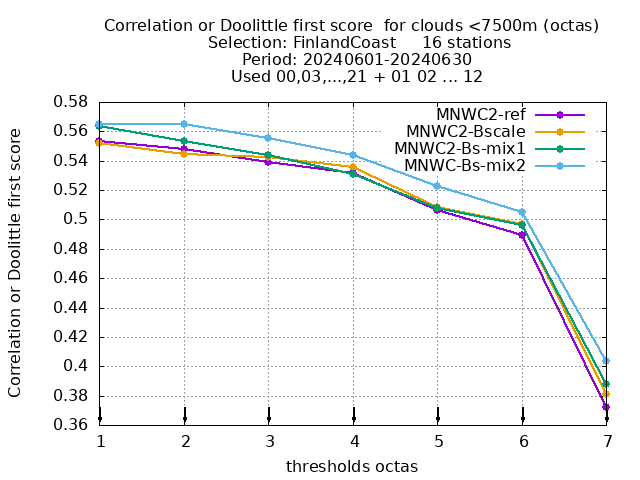 Correlation or Doolittle first score  for clouds <7500m (octas)
Selection: FinlandCoast     16 stations
Period: 20240601-20240630
Used 00,03,...,21 + 01 02 ... 12
MNWC2-ref
MNWC2-Bscale
MNWC2-Bs-mix1
MNWC-Bs-mix2
Correlation or Doolittle first score
0.58
0.56
0.54
0.52
0.5
0.48
0.46
0.44
0.42
0.4
0.38
0.36
1 2 3 4 5 6 7
thresholds octas